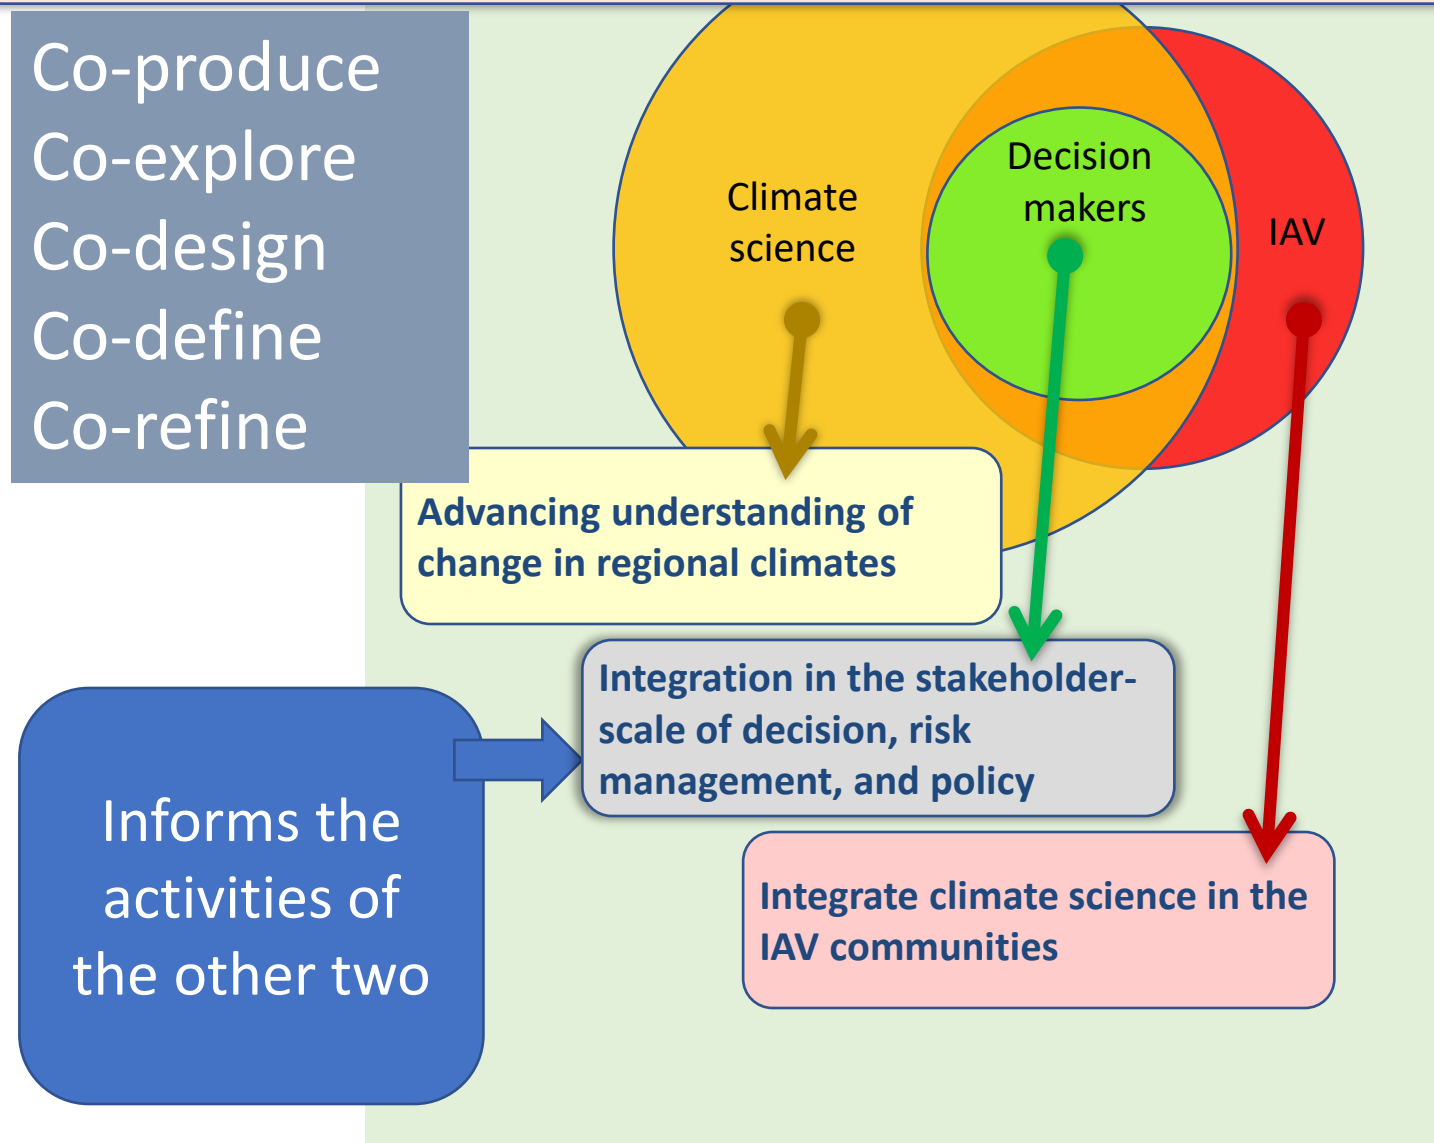 Co-produce
Co-explore
Co-design
Co-define
Co-refine
Climate
science
Decision
makers
IAV
Advancing understanding of
change in regional climates
Integration in the stakeholder-
scale of decision, risk
management, and policy
Integrate climate science in the
IAV communities
Informs the
activities of
the other two